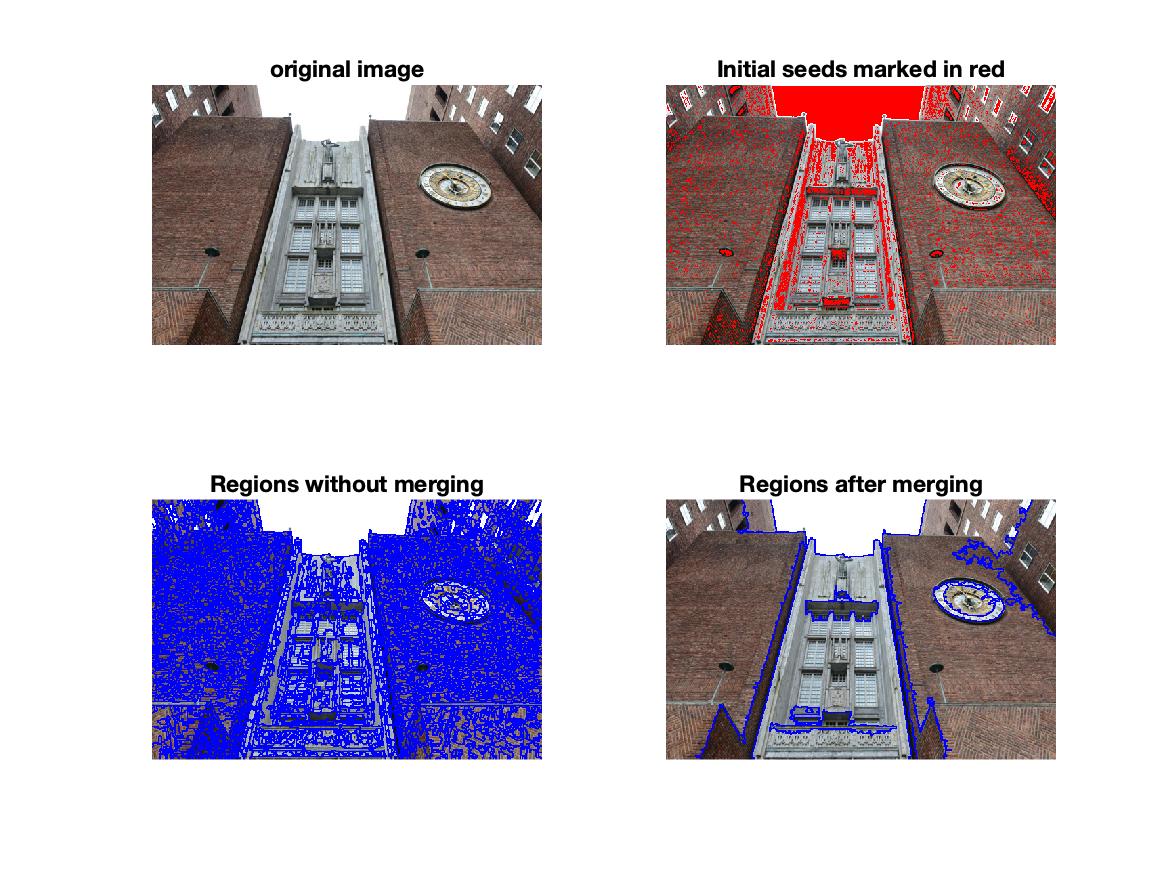 original image
Initial seeds marked in red
Regions without merging
Regions after merging